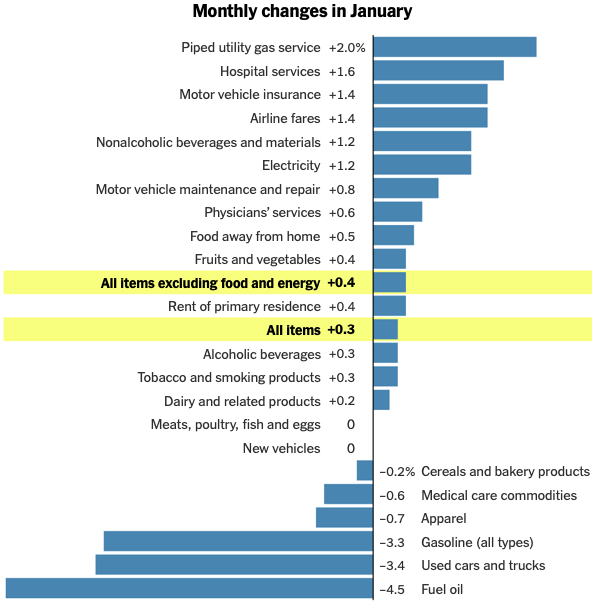 Monthly changes in January
Piped utility gas service +2.0%
Hospital services +1.6
Motor vehicle insurance +1.4
Airline fares +1.4
Nonalcoholic beverages and materials +1.2
Electricity +1.2
Motor vehicle maintenance and repair +0.8
Physicians’ services +0.6
Food away from home +0.5
Fruits and vegetables +0.4
All items excluding food and energy +0.4
Rent of primary residence +0.4
All items +0.3
Alcoholic beverages +0.3
Tobacco and smoking products +0.3
Dairy and related products +0.2
Meats, poultry, fish and eggs 0
New vehicles 0
–0.2% Cereals and bakery products
–0.6 Medical care commodities
–0.7 Apparel
–3.3 Gasoline (all types)
–3.4 Used cars and trucks
–4.5 Fuel oil